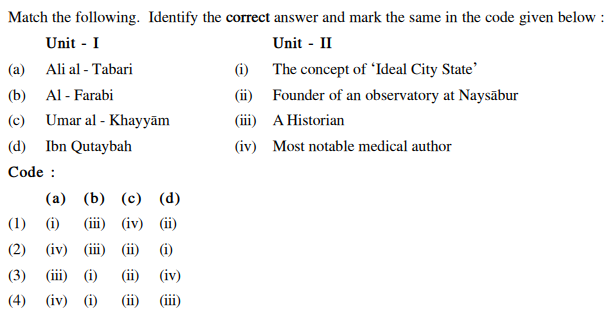 Match the following. Identify the correct answer and mark the same in the code given below :
Unit - I Unit - II
(a) Ali al - Tabari (i) The concept of ‘Ideal City State’
(b) Al - Farabi (ii) Founder of an observatory at Naysābur
(c) Umar al - Khayyām (iii) A Historian
(d) Ibn Qutaybah (iv) Most notable medical author
Code :
(a) (b) (c) (d)
(1) (i) (iii) (iv) (ii)
(2) (iv) (iii) (ii) (i)
(3) (iii) (i) (ii) (iv)
(4) (iv) (i) (ii) (iii)